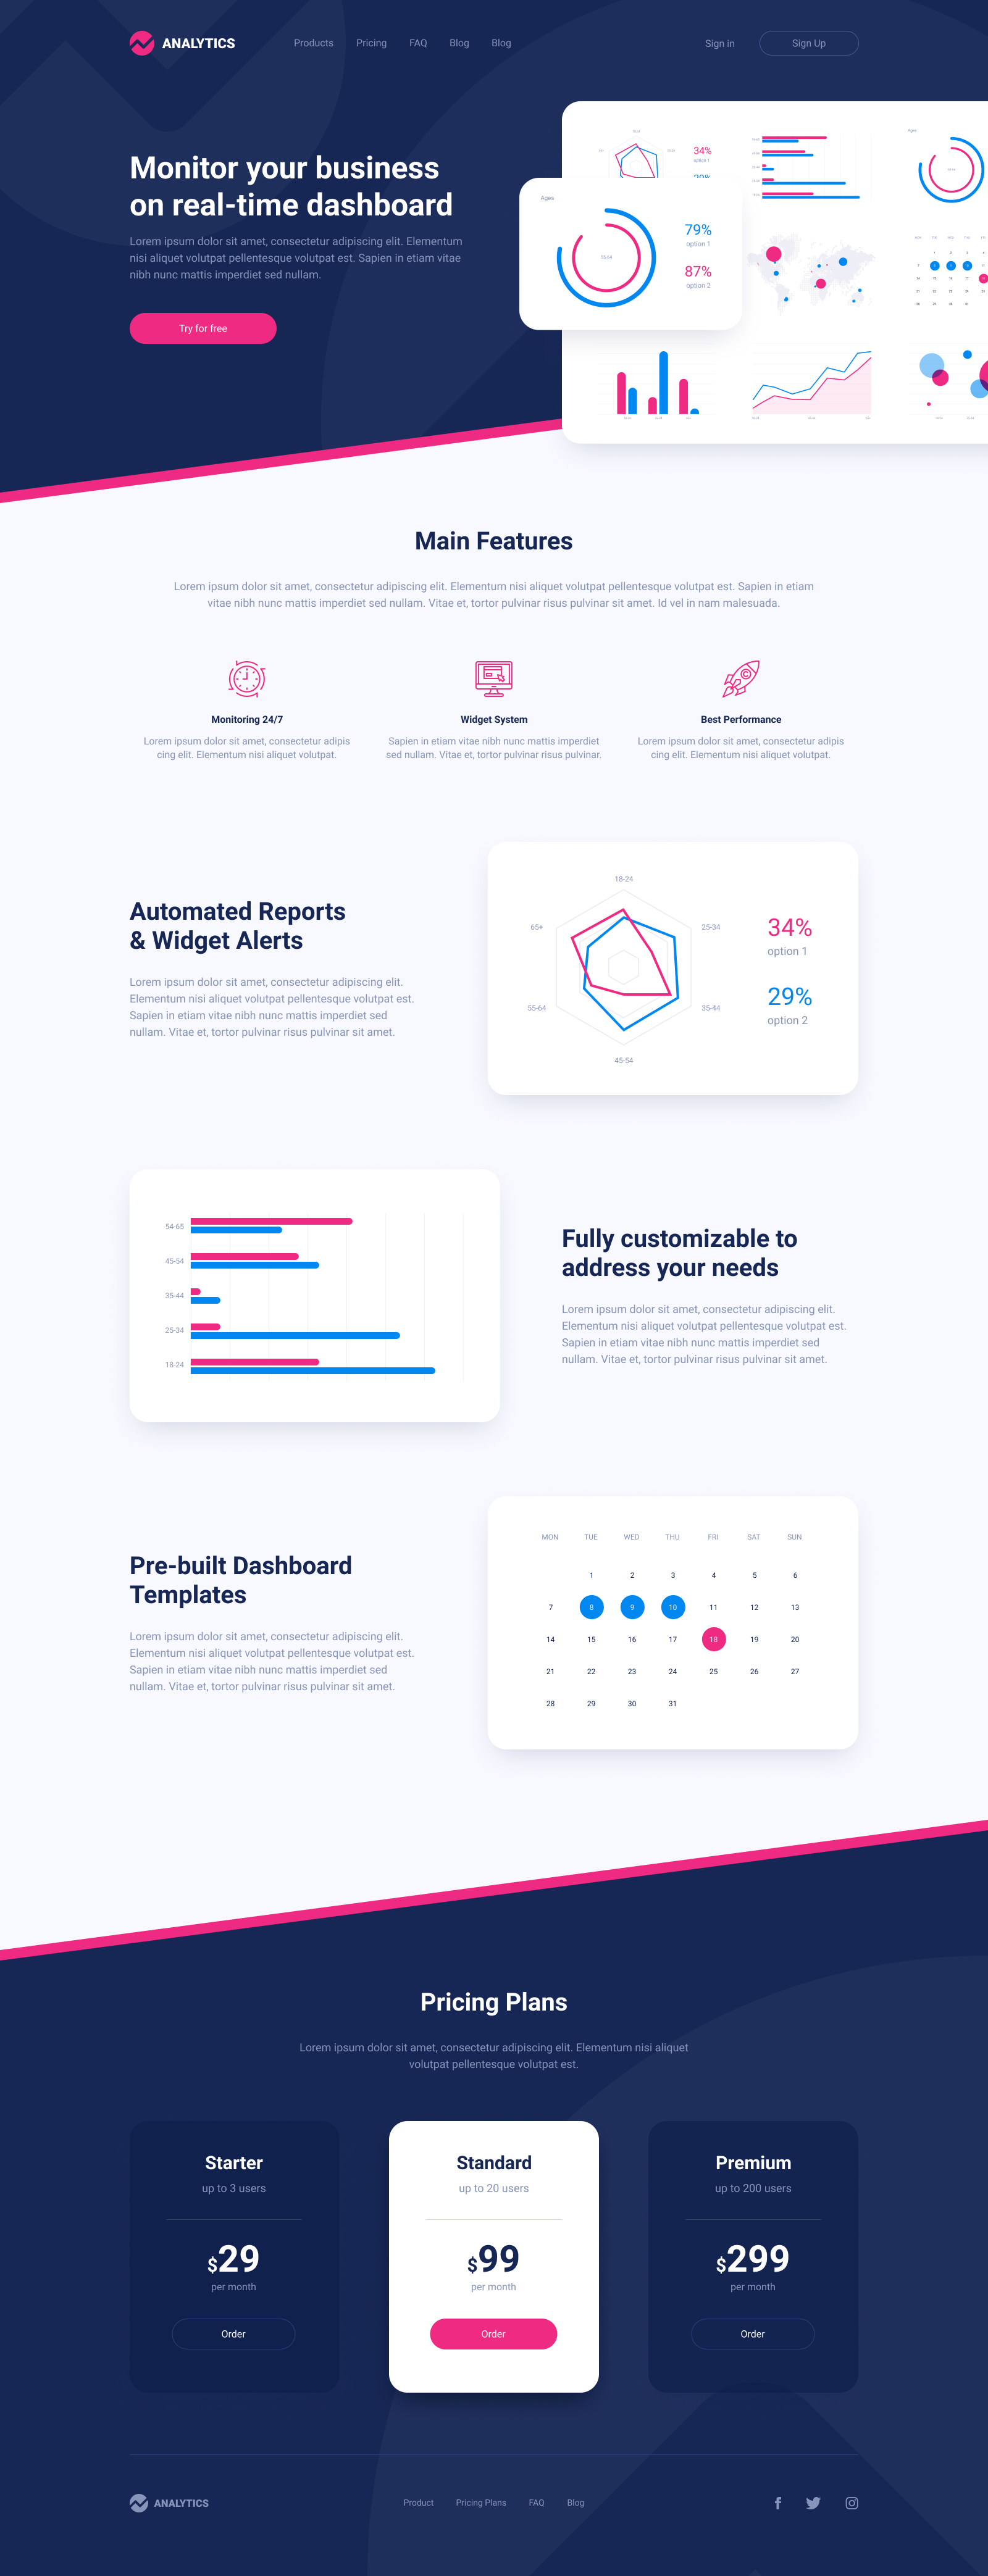 ANALYTICS
Products Pricing FAQ Blog Blog
Sign in Sign Up
Monitor your business
on real-time dashboard
Lorem ipsum dolor sit amet, consectetur adipiscing elit. Elementum
nisi aliquet volutpat pellentesque volutpat est. Sapien in etiam vitae
nibh nunc mattis imperdiet sed nullam.
Try for free
34%
option 1
Ages
Ages
79%
option 1
87%
option 2
Main Features
Lorem ipsum dolor sit amet, consectetur adipiscing elit. Elementum nisi aliquet volutpat pellentesque volutpat est. Sapien in etiam
vitae nibh nunc mattis imperdiet sed nullam. Vitae et, tortor pulvinar risus pulvinar sit amet. Id vel in nam malesuada.
Monitoring 24/7
Lorem ipsum dolor sit amet, consectetur adipis
cing elit. Elementum nisi aliquet volutpat.
Widget System
Sapien in etiam vitae nibh nunc mattis imperdiet
sed nullam. Vitae et, tortor pulvinar risus pulvinar.
Best Performance
Lorem ipsum dolor sit amet, consectetur adipis
cing elit. Elementum nisi aliquet volutpat.
Automated Reports
& Widget Alerts
Lorem ipsum dolor sit amet, consectetur adipiscing elit.
Elementum nisi aliquet volutpat pellentesque volutpat est.
Sapien in etiam vitae nibh nunc mattis imperdiet sed
nullam. Vitae et, tortor pulvinar risus pulvinar sit amet.
18-24
65+ 25-34
55-64 35-44
45-54
34%
option 1
29%
option 2
54-65
45-54
35-44
25-34
18-24
Fully customizable to
address your needs
Lorem ipsum dolor sit amet, consectetur adipiscing elit.
Elementum nisi aliquet volutpat pellentesque volutpat est.
Sapien in etiam vitae nibh nunc mattis imperdiet sed
nullam. Vitae et, tortor pulvinar risus pulvinar sit amet.
Pre-built Dashboard
Templates
Lorem ipsum dolor sit amet, consectetur adipiscing elit.
Elementum nisi aliquet volutpat pellentesque volutpat est.
Sapien in etiam vitae nibh nunc mattis imperdiet sed
nullam. Vitae et, tortor pulvinar risus pulvinar sit amet.
MON TUE WED THU FRI SAT SUN
1 2 3 4 5 6
7 8 9 10 11 12 13
14 15 16 17 18 19 20
21 22 23 24 25 26 27
28 29 30 31
Pricing Plans
Lorem ipsum dolor sit amet, consectetur adipiscing elit. Elementum nisi aliquet
volutpat pellentesque volutpat est.
Starter
up to 3 users
$29
per month
Order
Standard
up to 20 users
$99
per month
Order
Premium
up to 200 users
$299
per month
Order
ANALYTICS
Product Pricing Plans FAQ Blog